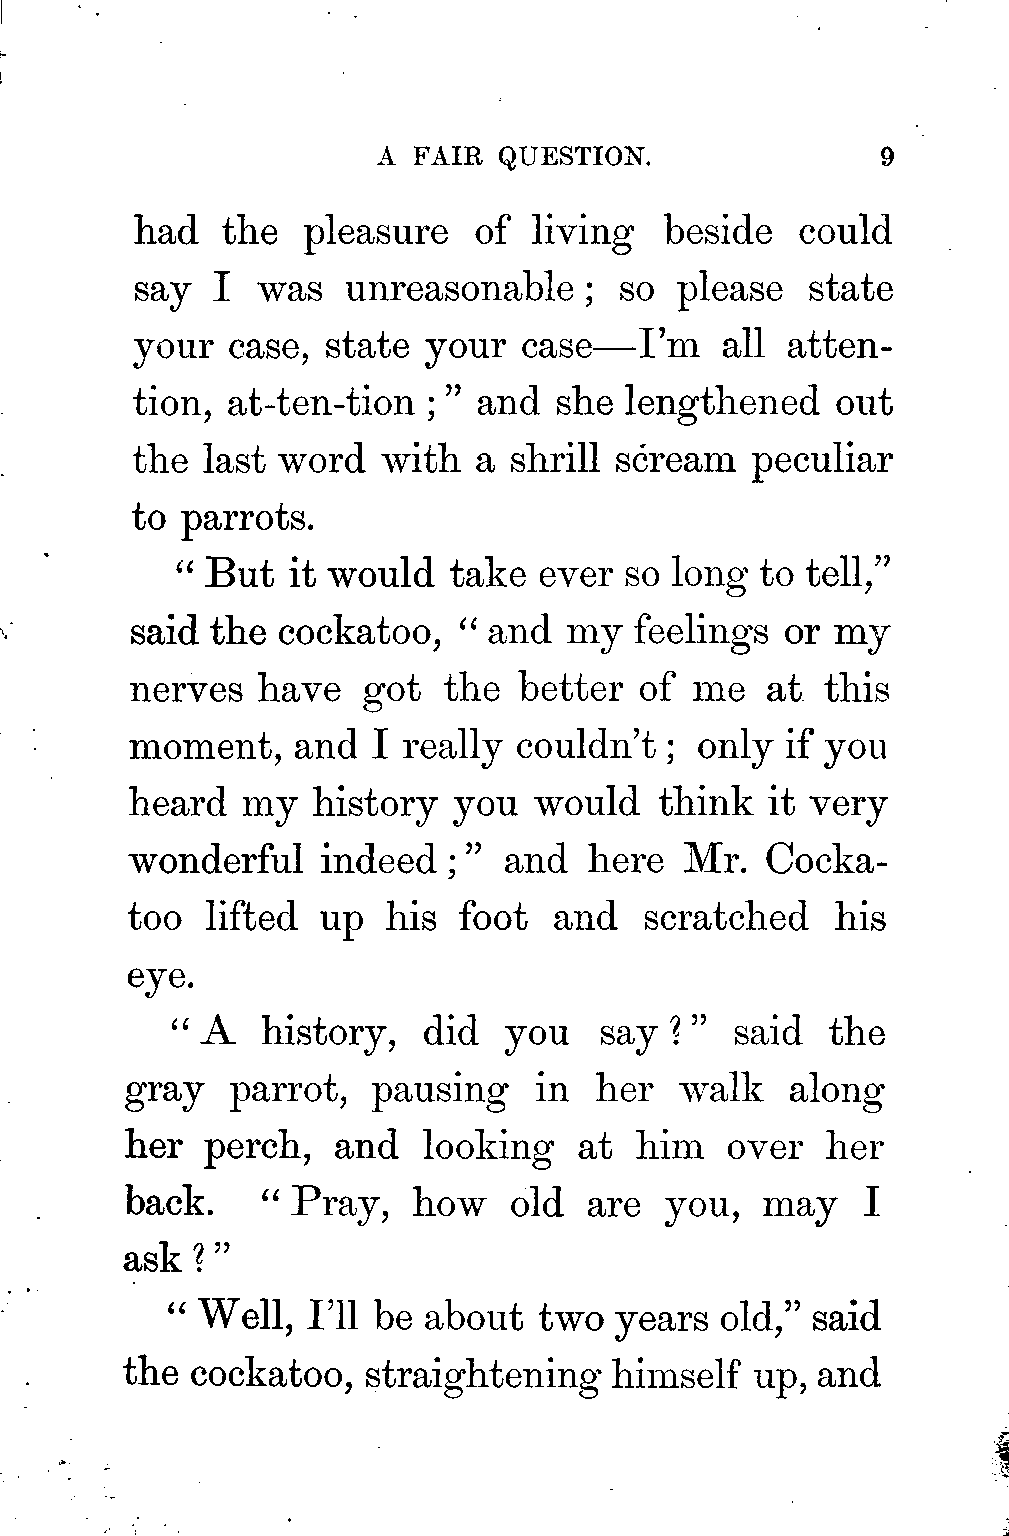 A FAIR QUESTION. 9
had the pleasure of living beside could
say I was unreasonable ; so please state
your case, state your case—I'm all atten-
tion, at-ten-tion ; " and she lengthened out
the last word with a shrill scream peculiar
to parrots.
" But it would take ever so long to tell,"
said the cockatoo, " and my feelings or my
nerves have got the better of me at this
moment, and I really couldn't ; only if you
heard my history you would think it very
wonderful indeed ; " and here Mr. Cocka-
too lifted up his foot and scratched his
eye.
" A history, did you say ? " said the
gray parrot, pausing in her walk along
her perch, and looking at him over her
back. " Pray, how old are you, may I
ask ? "
" Well, I'll be about two years old," said
the cockatoo, straightening himself up, and